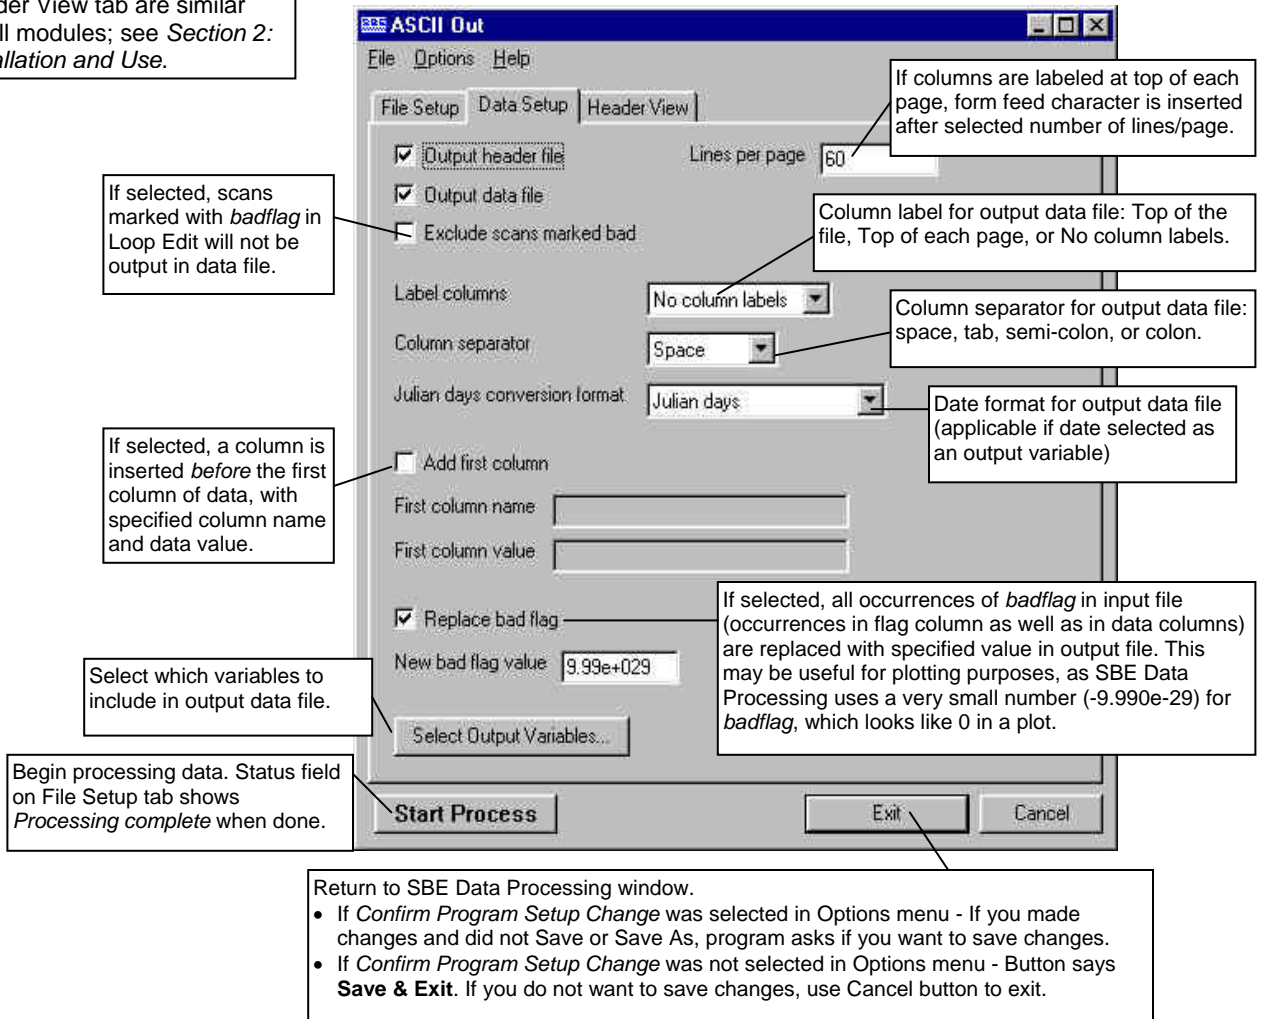 der View tab are similar
ll modules; see Section 2:
allation and Use.
SBE ASCII Out
File Options Help
File Setup Data Setup Header View
If columns are labeled at top of each
page, form feed character is inserted
after selected number of lines/page.
Output header file
Lines per page 60
Output data file
Exclude scans marked bad
If selected, scans
marked with badflag in
Loop Edit will not be
output in data file.
Column label for output data file: Top of the
file, Top of each page, or No column labels.
Label columns No column labels
Column separator for output data file:
space, tab, semi-colon, or colon.
Column separator Space
Julian days conversion format Julian days
Date format for output data file
(applicable if date selected as
an output variable)
If selected, a column is
inserted before the first
column of data, with
specified column name
and data value.
Add first column
First column name
First column value
Replace bad flag
If selected, all occurrences of badflag in input file
(occurrences in flag column as well as in data columns)
are replaced with specified value in output file. This
may be useful for plotting purposes, as SBE Data
Processing uses a very small number (-9.990e-29) for
badflag, which looks like 0 in a plot.
New bad flag value 9.99e+029
Select which variables to
include in output data file.
Select Output Variables...
Begin processing data. Status field
on File Setup tab shows
Processing complete when done.
Start Process Exit Cancel
Return to SBE Data Processing window.
• If Confirm Program Setup Change was selected in Options menu - If you made
changes and did not Save or Save As, program asks if you want to save changes.
• If Confirm Program Setup Change was not selected in Options menu - Button says
Save & Exit. If you do not want to save changes, use Cancel button to exit.